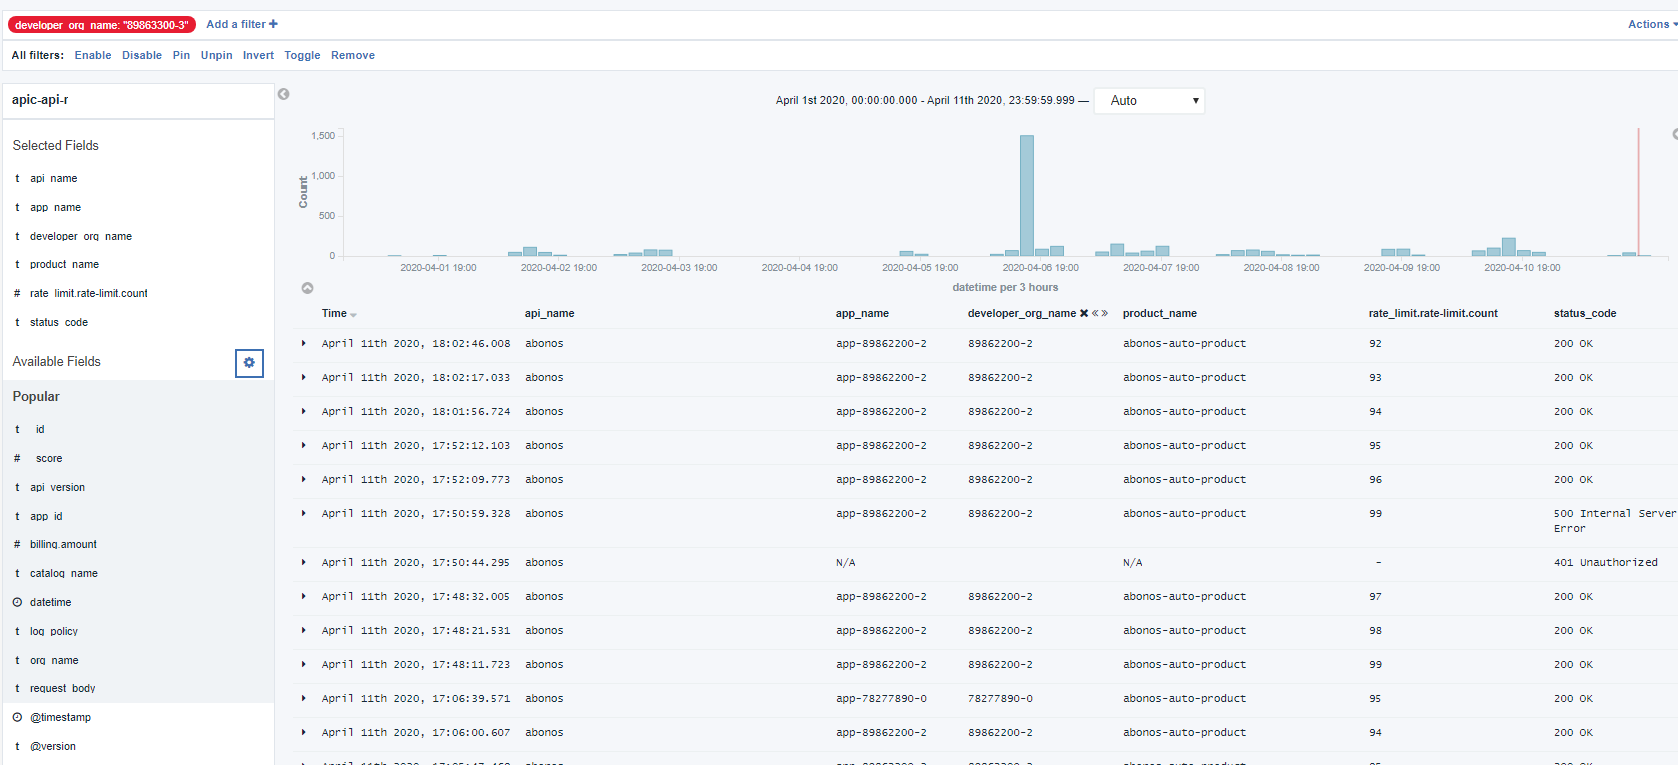 developer_org_name: "89863300-3" Add a filter + Actions
All filters: Enable Disable Pin Unpin Invert Toggle Remove
apic-api-r
Selected Fields
t api_name
t app_name
t developer_org_name
t product_name
# rate_limit.rate-limit.count
t status_code
Available Fields
Popular
t _id
# _score
t api_version
t app_id
# billing.amount
t catalog_name
datetime
t log_policy
t org_name
t request_body
@timestamp
t @version
April 1st 2020, 00:00:00.000 - April 11th 2020, 23:59:59.999 — Auto
Count
1,500
1,000
500
0
2020-04-01 19:00 2020-04-02 19:00 2020-04-03 19:00 2020-04-04 19:00 2020-04-05 19:00 2020-04-06 19:00 2020-04-07 19:00 2020-04-08 19:00 2020-04-09 19:00 2020-04-10 19:00
datetime per 3 hours
Time api_name app_name developer_org_name product_name rate_limit.rate-limit.count status_code
April 11th 2020, 18:02:46.008 abonos app-89862200-2 89862200-2 abonos-auto-product 92 200 OK
April 11th 2020, 18:02:17.033 abonos app-89862200-2 89862200-2 abonos-auto-product 93 200 OK
April 11th 2020, 18:01:56.724 abonos app-89862200-2 89862200-2 abonos-auto-product 94 200 OK
April 11th 2020, 17:52:12.103 abonos app-89862200-2 89862200-2 abonos-auto-product 95 200 OK
April 11th 2020, 17:52:09.773 abonos app-89862200-2 89862200-2 abonos-auto-product 96 200 OK
April 11th 2020, 17:50:59.328 abonos app-89862200-2 89862200-2 abonos-auto-product 99 500 Internal Server
Error
April 11th 2020, 17:50:44.295 abonos N/A N/A - 401 Unauthorized
April 11th 2020, 17:48:32.005 abonos app-89862200-2 89862200-2 abonos-auto-product 97 200 OK
April 11th 2020, 17:48:21.531 abonos app-89862200-2 89862200-2 abonos-auto-product 98 200 OK
April 11th 2020, 17:48:11.723 abonos app-89862200-2 89862200-2 abonos-auto-product 99 200 OK
April 11th 2020, 17:06:39.571 abonos app-78277890-0 78277890-0 abonos-auto-product 95 200 OK
April 11th 2020, 17:06:00.607 abonos app-89862200-2 89862200-2 abonos-auto-product 94 200 OK